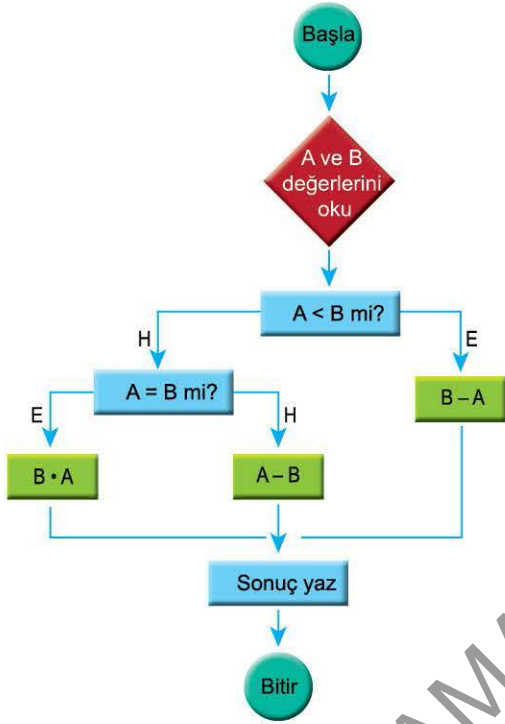 Başla
A ve B
değerlerini
oku
A < B mi?
H
E
A = B mi?
B – A
E
H
B • A
A – B
Sonuç yaz
Bitir